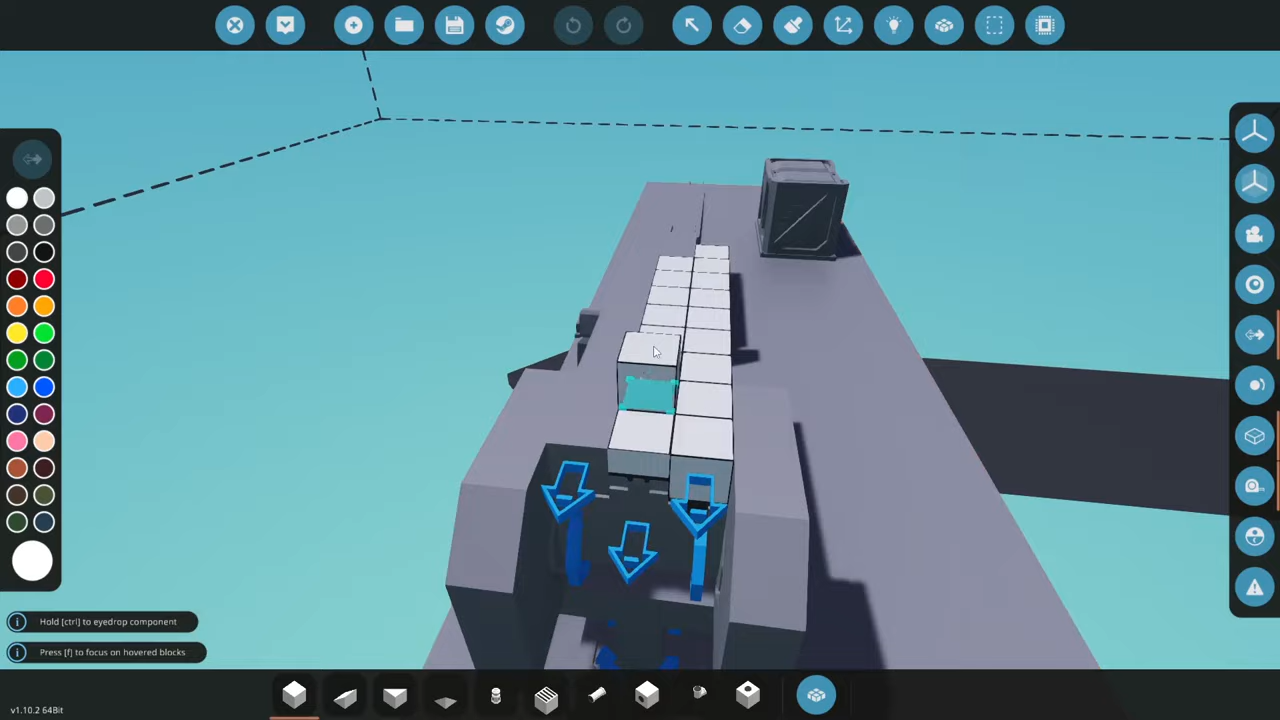 Hold [ctrl] to eyedrop component
Press [f] to focus on hovered blocks
v1.10.2 64Bit